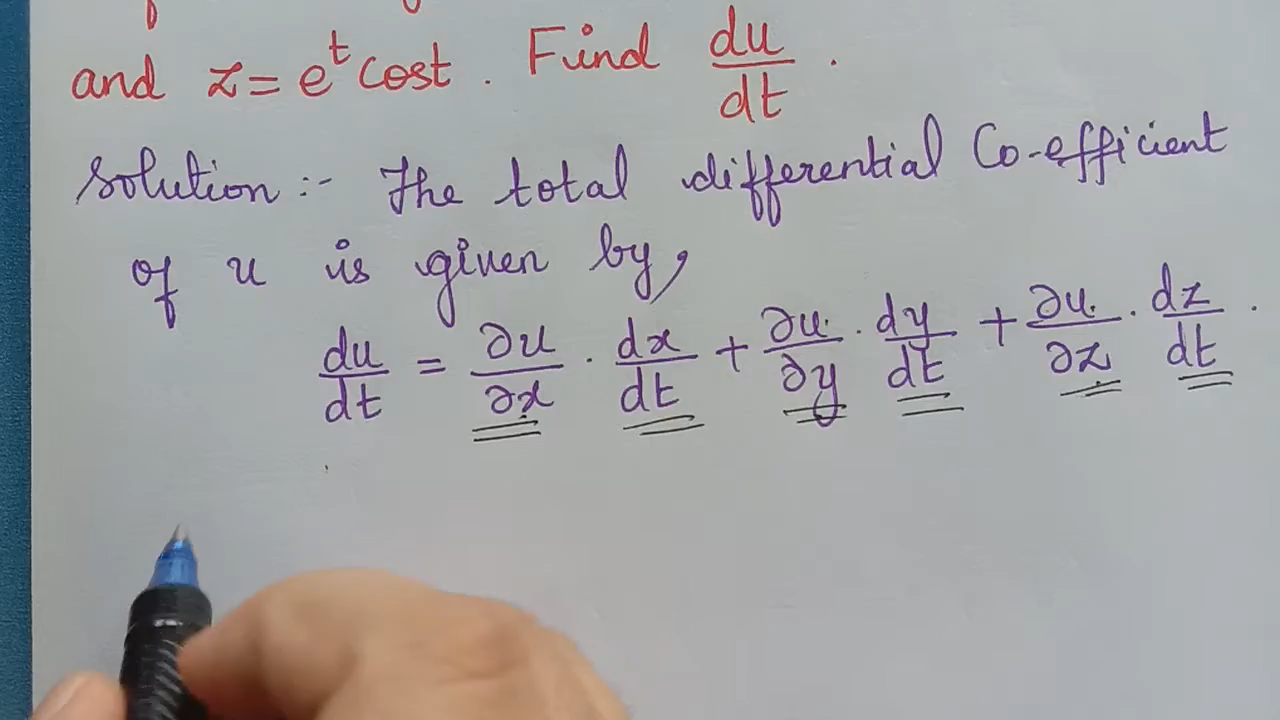 and z = e^t cost. Find du/dt.
Solution :- The total differential Co-efficient
of u is given by,
du/dt = ∂u/∂x . dx/dt + ∂u/∂y . dy/dt + ∂u/∂z . dz/dt .